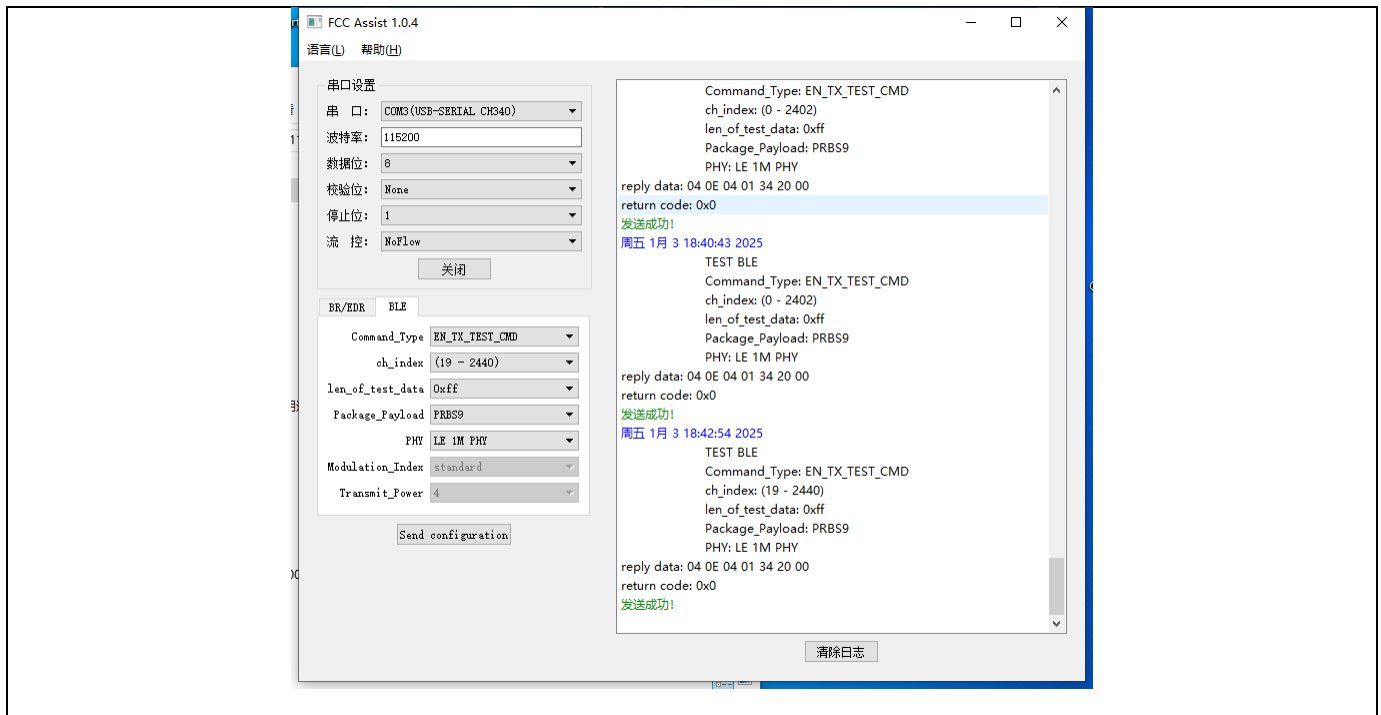 FCC Assist 1.0.4
语言(L) 帮助(H)
串口设置
串 口: COM3(USB-SERIAL CH340)
波特率: 115200
数据位: 8
校验位: None
停止位: 1
流 控: NoFlow
关闭
BR/EDR BLE
Command_Type EN_TX_TEST_CMD
ch_index (19 - 2440)
len_of_test_data 0xff
Package_Payload PRBS9
PHY LE 1M PHY
Modulation_Index standard
Transmit_Power 4
Send configuration
Command_Type: EN_TX_TEST_CMD
ch_index: (0 - 2402)
len_of_test_data: 0xff
Package_Payload: PRBS9
PHY: LE 1M PHY
reply data: 04 0E 04 01 34 20 00
return code: 0x0
发送成功!
周五 1月 3 18:40:43 2025
TEST BLE
Command_Type: EN_TX_TEST_CMD
ch_index: (0 - 2402)
len_of_test_data: 0xff
Package_Payload: PRBS9
PHY: LE 1M PHY
reply data: 04 0E 04 01 34 20 00
return code: 0x0
发送成功!
周五 1月 3 18:42:54 2025
TEST BLE
Command_Type: EN_TX_TEST_CMD
ch_index: (19 - 2440)
len_of_test_data: 0xff
Package_Payload: PRBS9
PHY: LE 1M PHY
reply data: 04 0E 04 01 34 20 00
return code: 0x0
发送成功!
清除日志